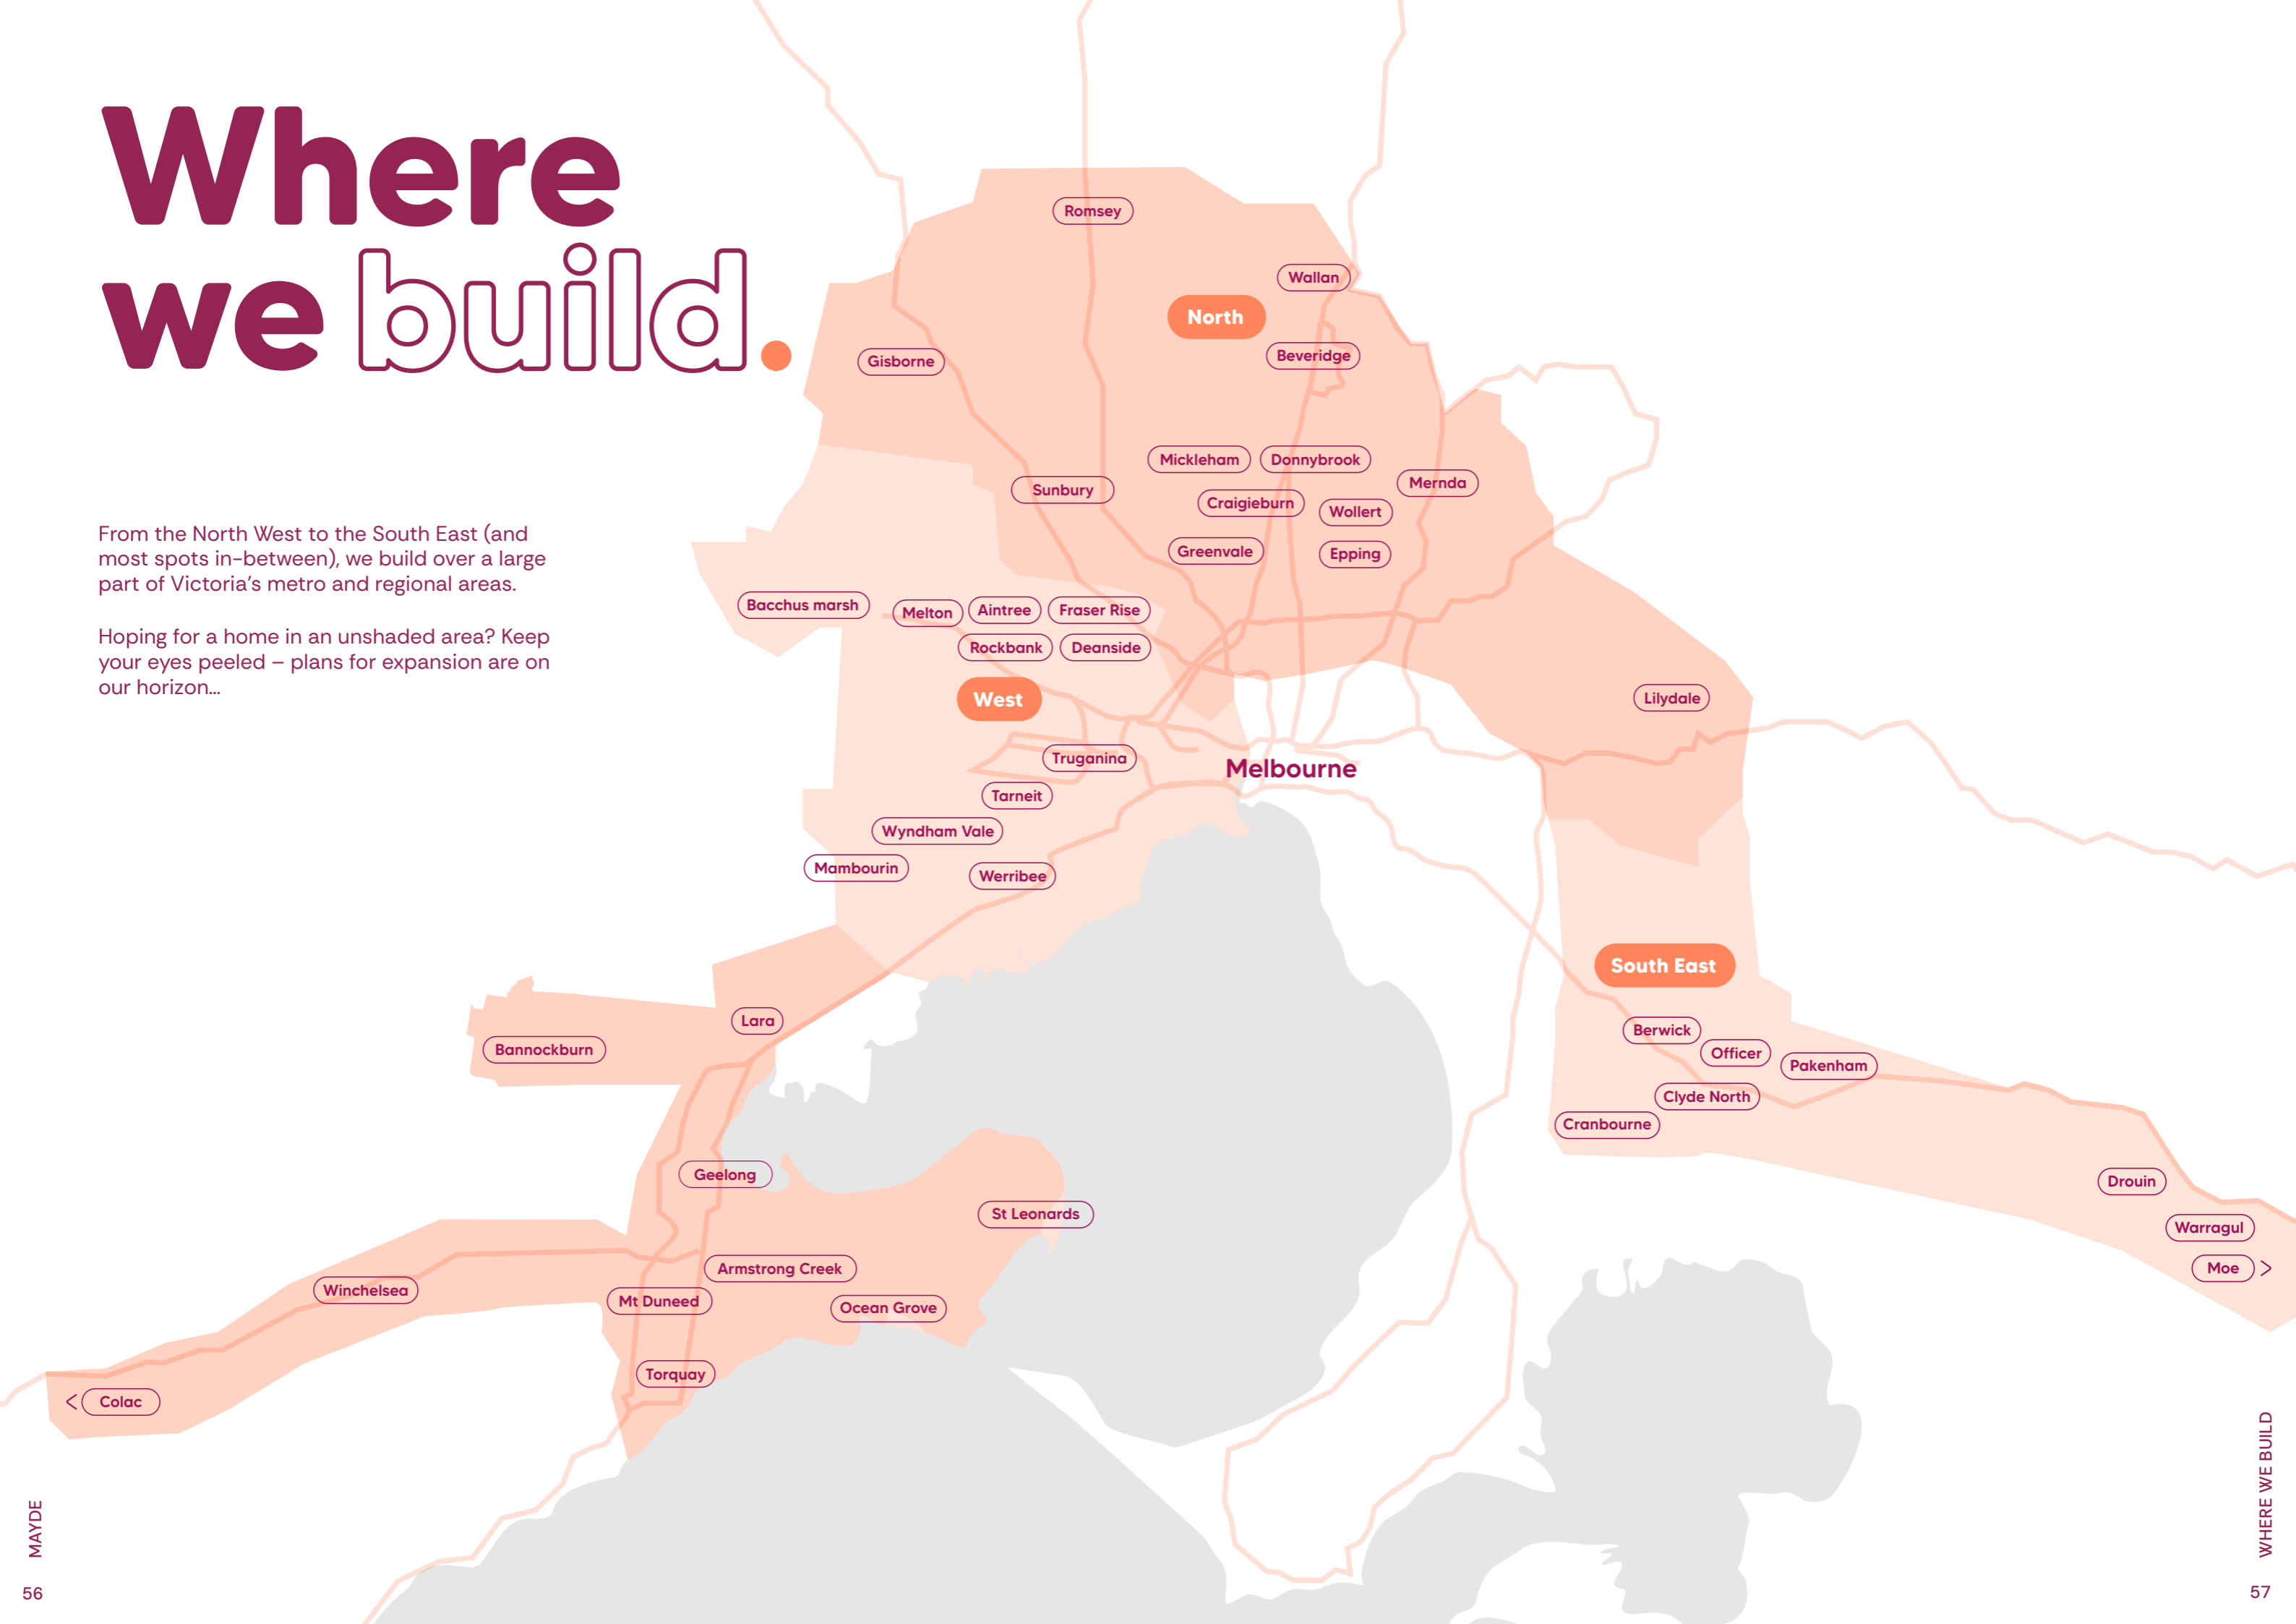 Where
we build.
From the North West to the South East (and
most spots in-between), we build over a large
part of Victoria's metro and regional areas.
Hoping for a home in an unshaded area? Keep
your eyes peeled – plans for expansion are on
our horizon...
Romsey
Wallan
North
Beveridge
Gisborne
Mickleham
Donnybrook
Mernda
Sunbury
Craigieburn
Wollert
Greenvale
Epping
Bacchus marsh
Melton
Aintree
Fraser Rise
Rockbank
Deanside
West
Lilydale
Truganina
Melbourne
Tarneit
Wyndham Vale
Mambourin
Werribee
South East
Lara
Bannockburn
Berwick
Officer
Pakenham
Clyde North
Cranbourne
Geelong
St Leonards
Drouin
Warragul
Moe >
Armstrong Creek
Winchelsea
Mt Duneed
Ocean Grove
Torquay
< Colac
MAYDE
56
WHERE WE BUILD
57